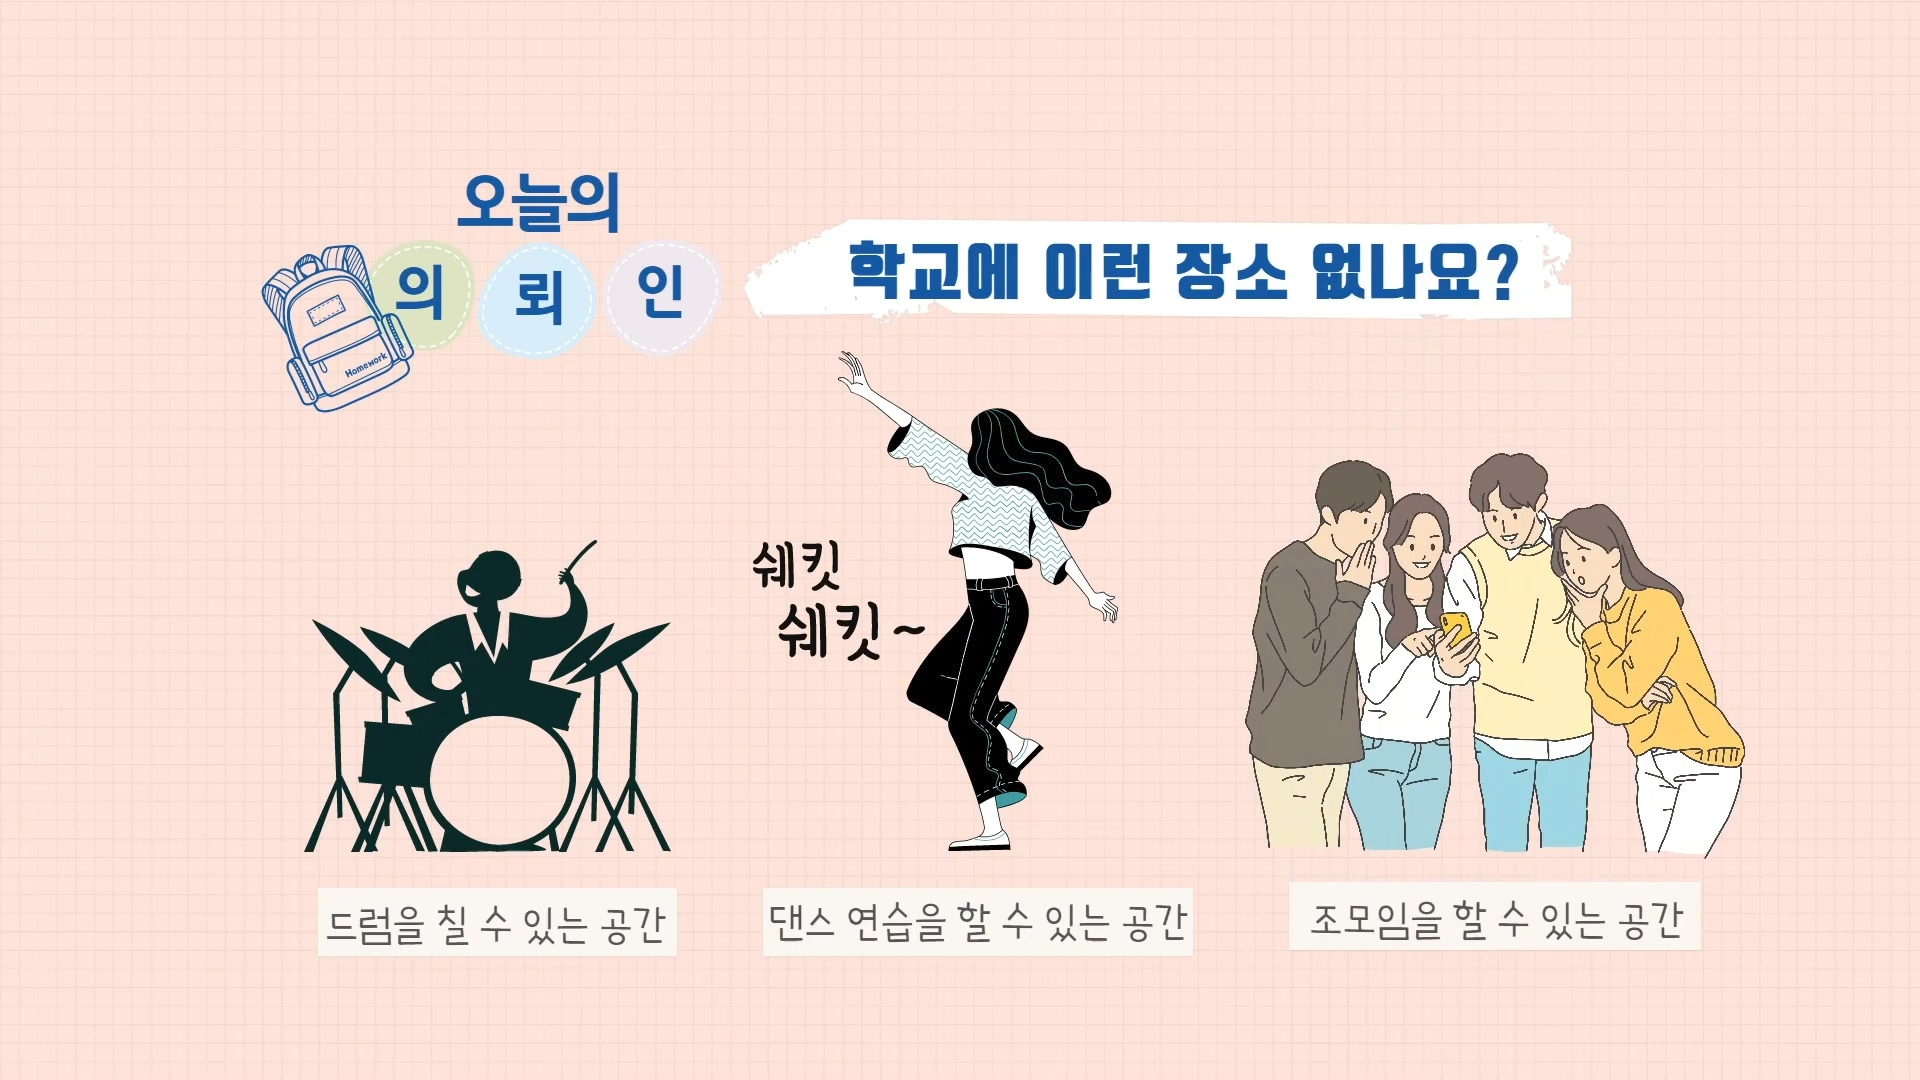 오늘의
의 뢰 인
Homework
학교에 이런 장소 없나요?
쉐킷
쉐킷~
드럼을 칠 수 있는 공간
댄스 연습을 할 수 있는 공간
조모임을 할 수 있는 공간